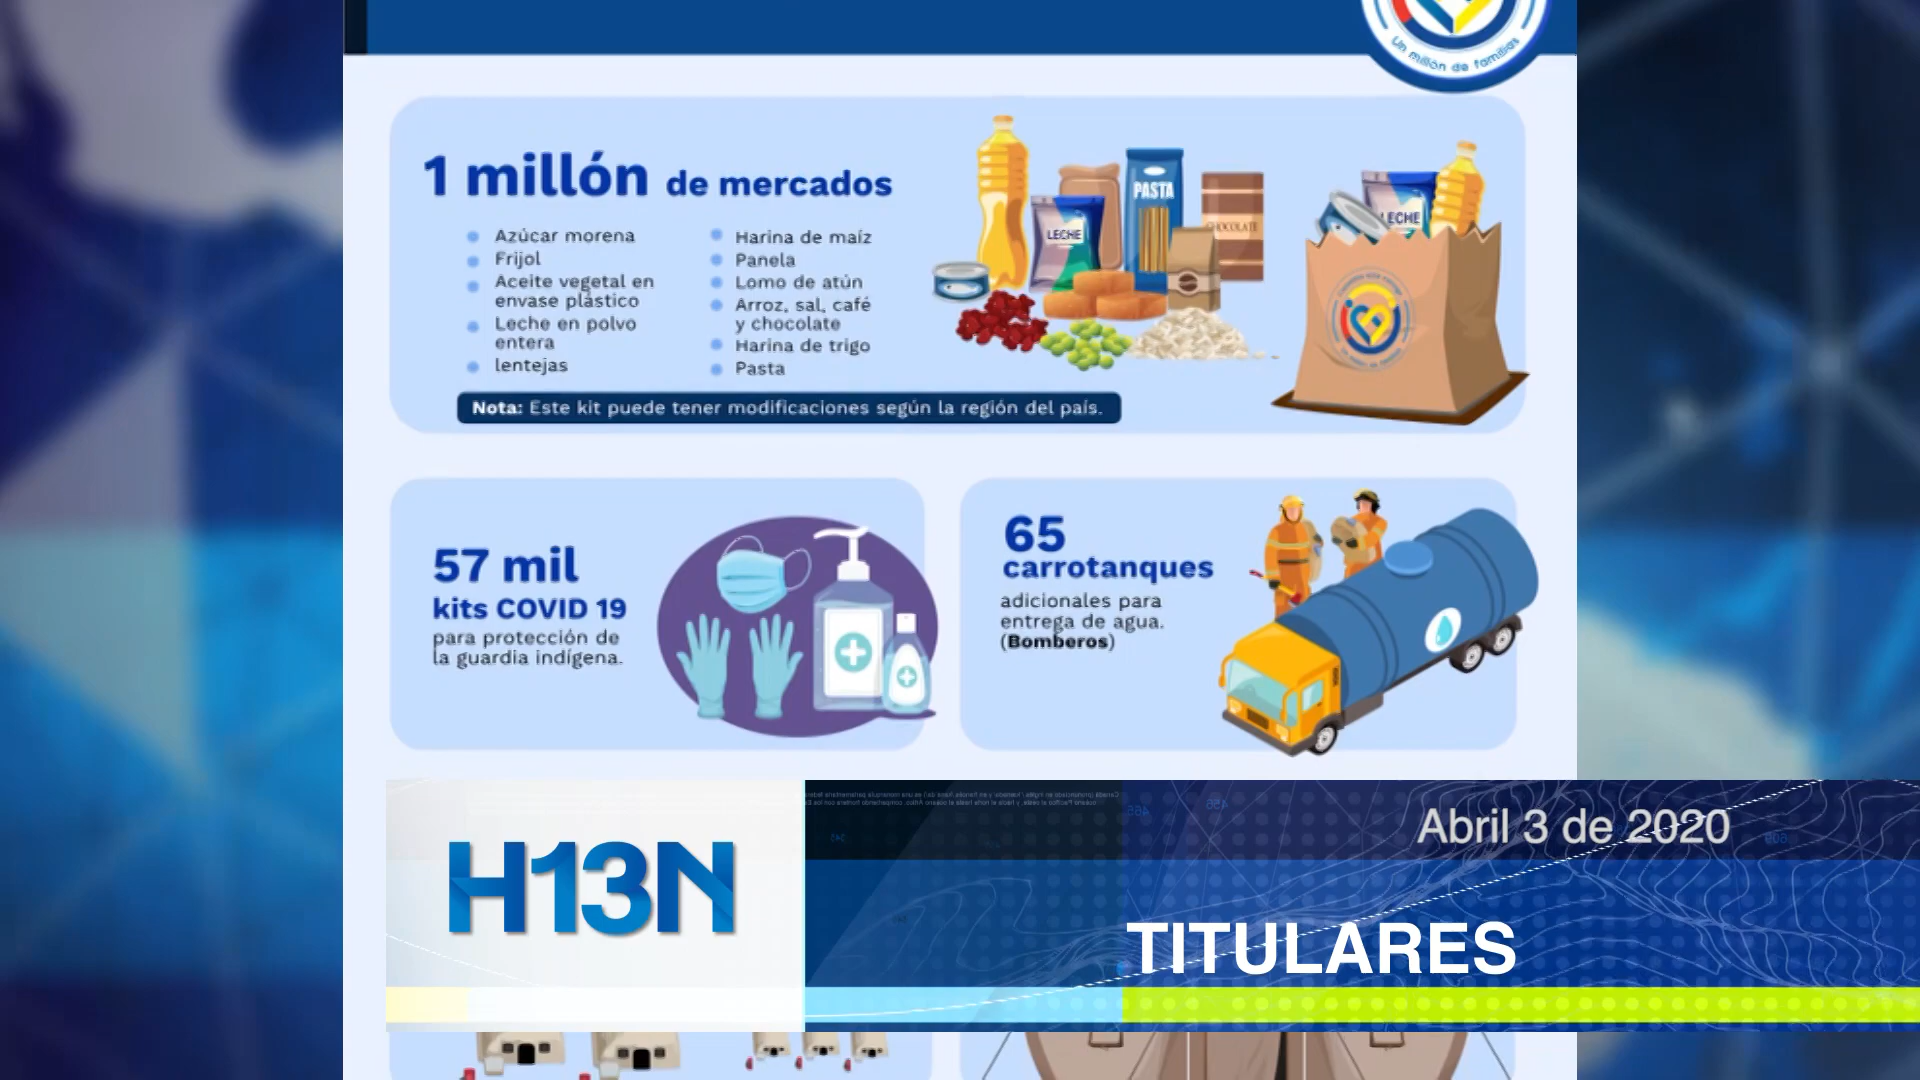 Un millón de familias
1 millón de mercados
Azúcar morena
Frijol
Aceite vegetal en
envase plástico
Leche en polvo
entera
lentejas
Harina de maíz
Panela
Lomo de atún
Arroz, sal, café
y chocolate
Harina de trigo
Pasta
Nota: Este kit puede tener modificaciones según la región del país.
PASTA
LECHE
CHOCOLATE
LECHE
57 mil
kits COVID 19
para protección de
la guardia indígena.
65
carrotanques
adicionales para
entrega de agua.
(Bomberos)
H13N
Abril 3 de 2020
TITULARES